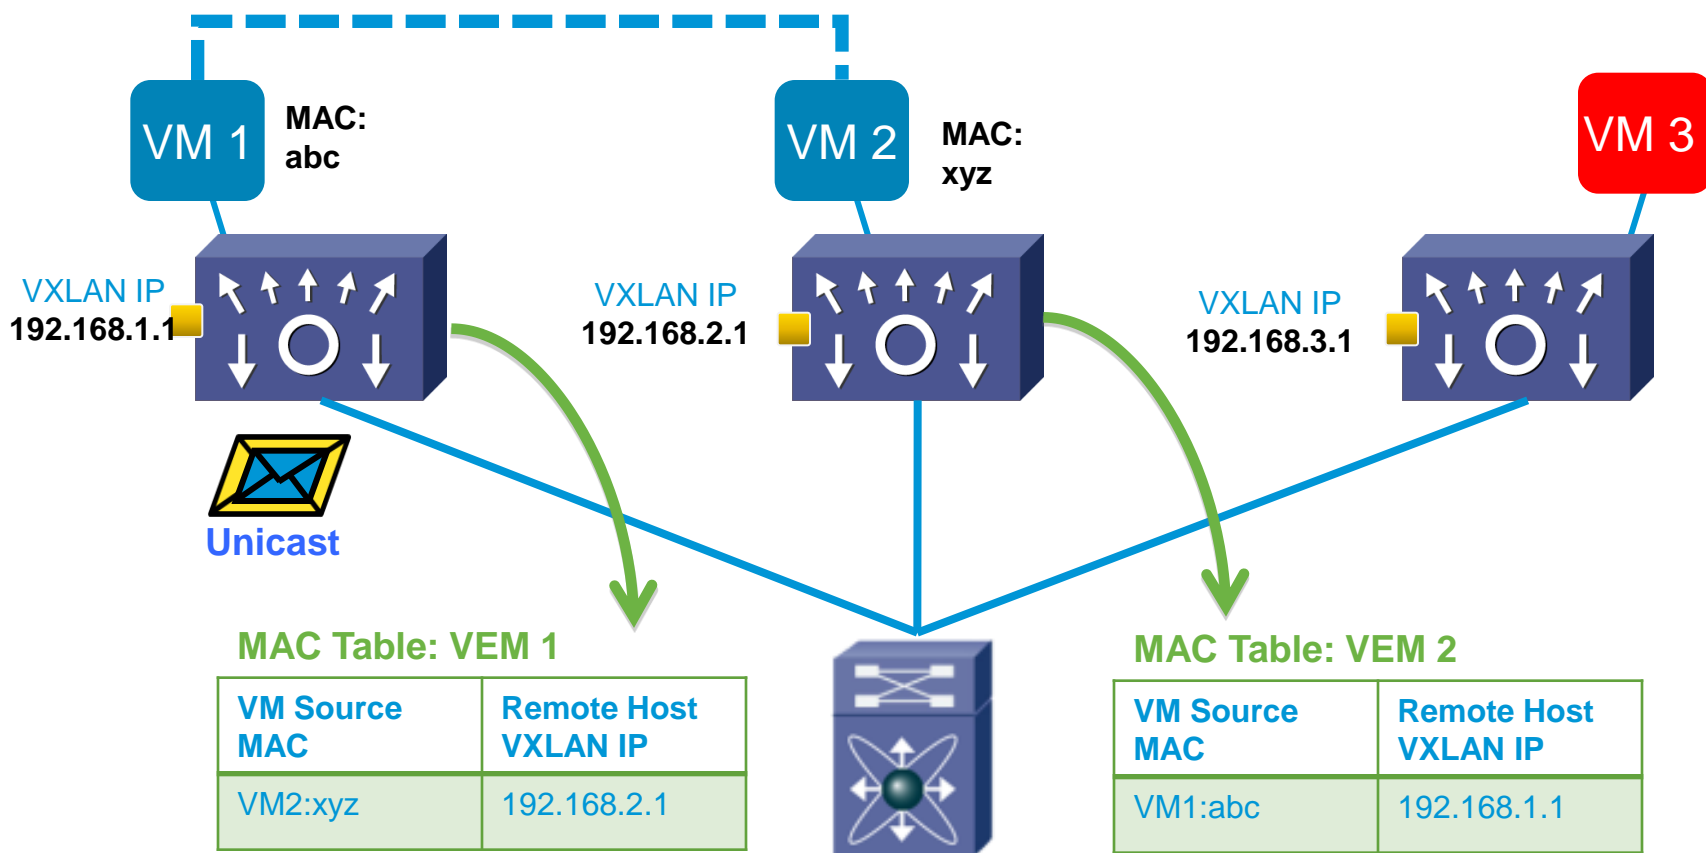 VM 1
MAC:
abc
VM 2
MAC:
xyz
VM 3
VXLAN IP
192.168.1.1
VXLAN IP
192.168.2.1
VXLAN IP
192.168.3.1
Unicast
MAC Table: VEM 1
VM Source MAC
Remote Host VXLAN IP
VM2:xyz
192.168.2.1
MAC Table: VEM 2
VM Source MAC
Remote Host VXLAN IP
VM1:abc
192.168.1.1